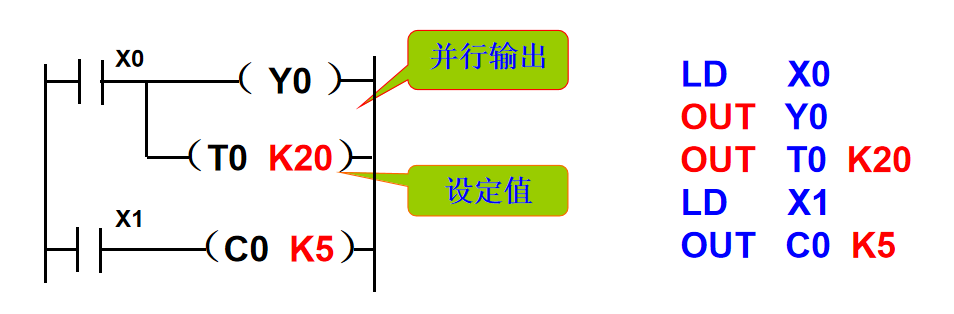 X0
( Y0 )
并行输出
( T0 K20 )
设定值
X1
( C0 K5 )
LD X0
OUT Y0
OUT T0 K20
LD X1
OUT C0 K5